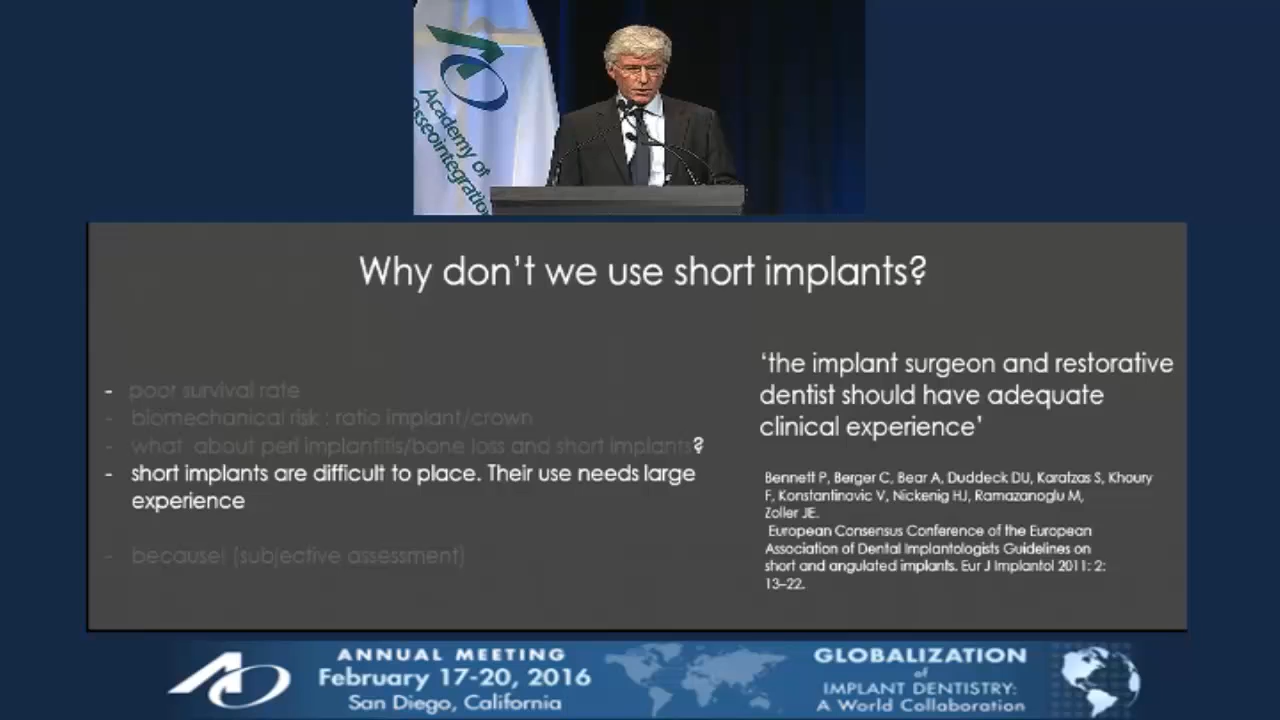 Academy of
Osseointegration
Why don't we use short implants?
- poor survival rate
- biomechanical risk : ratio implant/crown
- what about peri implantitis/bone loss and short implants?
- short implants are difficult to place. Their use needs large
experience
- because! (subjective assessment)
'the implant surgeon and restorative
dentist should have adequate
clinical experience'
Bennett P, Berger C, Bear A, Duddeck DU, Karatzas S, Khoury
F, Konstantinavic V, Nickenig HJ, Ramazanoglu M,
Zoller JE.
European Consensus Conference of the European
Association of Dental Implantologists Guidelines on
short and angulated implants. Eur J Implantol 2011: 2:
13–22.
AO
ANNUAL MEETING
February 17-20, 2016
San Diego, California
GLOBALIZATION
of
IMPLANT DENTISTRY:
A World Collaboration